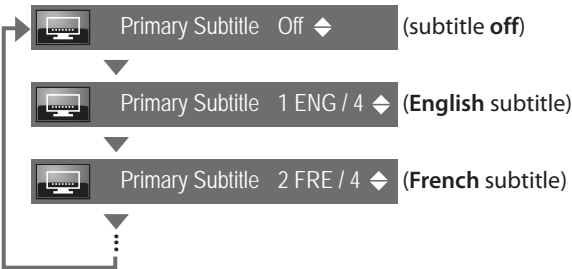 Primary Subtitle Off (subtitle off)
Primary Subtitle 1 ENG / 4 (English subtitle)
Primary Subtitle 2 FRE / 4 (French subtitle)